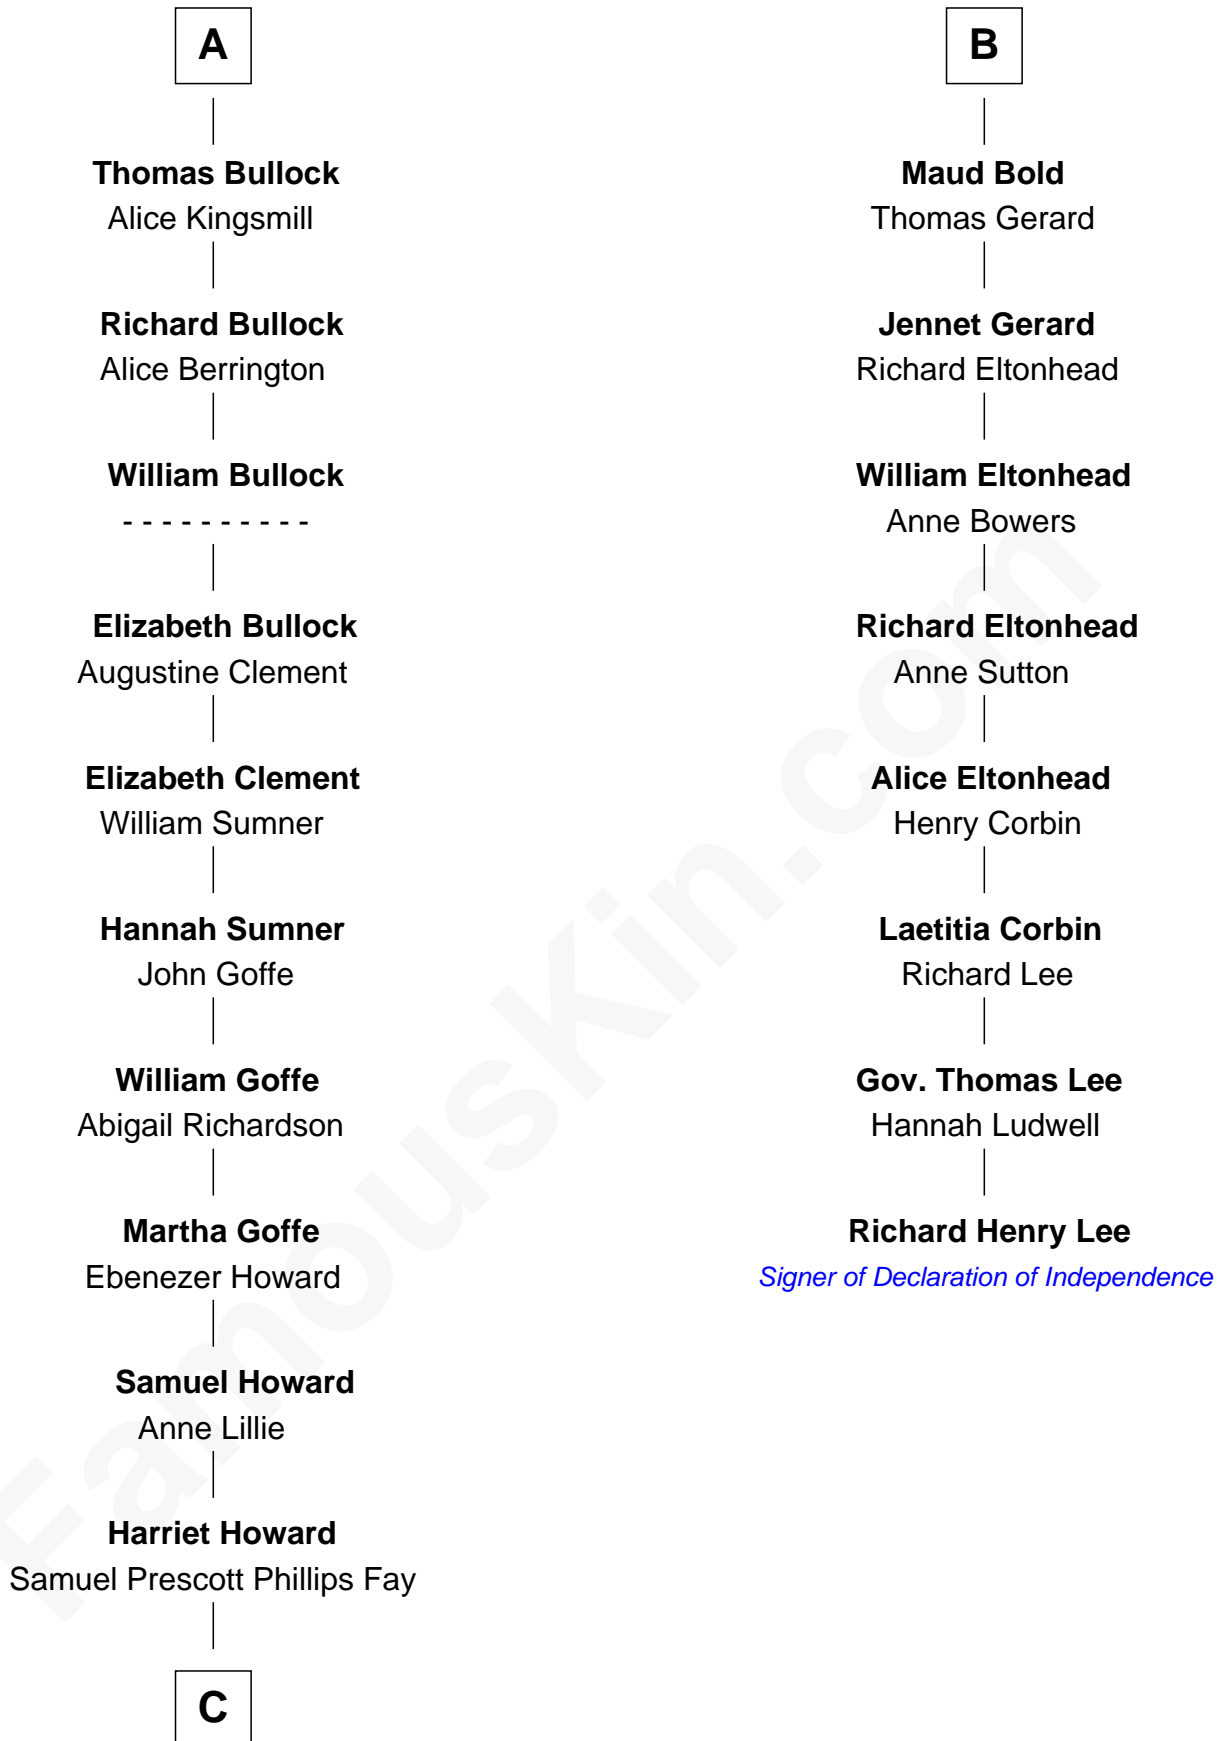 A
Thomas Bullock
Alice Kingsmill
Richard Bullock
Alice Berrington
William Bullock
- - - - - - - - - -
Elizabeth Bullock
Augustine Clement
Elizabeth Clement
William Sumner
Hannah Sumner
John Goffe
William Goffe
Abigail Richardson
Martha Goffe
Ebenezer Howard
Samuel Howard
Anne Lillie
Harriet Howard
Samuel Prescott Phillips Fay
C
B
Maud Bold
Thomas Gerard
Jennet Gerard
Richard Eltonhead
William Eltonhead
Anne Bowers
Richard Eltonhead
Anne Sutton
Alice Eltonhead
Henry Corbin
Laetitia Corbin
Richard Lee
Gov. Thomas Lee
Hannah Ludwell
Richard Henry Lee
Signer of Declaration of Independence
FamousKin.com